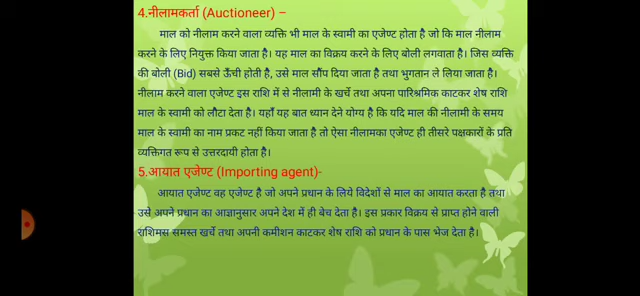 4.नीलामकर्ता (Auctioneer) –
माल को नीलाम करने वाला व्यक्ति भी माल के स्वामी का एजेण्ट होता है जो कि माल नीलाम
करने के लिए नियुक्त किया जाता है। यह माल का विक्रय करने के लिए बोली लगवाता है। जिस व्यक्ति
की बोली (Bid) सबसे ऊँची होती है, उसे माल सौंप दिया जाता है तथा भुगतान ले लिया जाता है।
नीलाम करने वाला एजेण्ट इस राशि में से नीलामी के खर्चे तथा अपना पारिश्रमिक काटकर शेष राशि
माल के स्वामी को लौटा देता है। यहाँ यह बात ध्यान देने योग्य है कि यदि माल की नीलामी के समय
माल के स्वामी का नाम प्रकट नहीं किया जाता है तो ऐसा नीलामका एजेण्ट ही तीसरे पक्षकारों के प्रति
व्यक्तिगत रूप से उत्तरदायी होता है।
5.आयात एजेण्ट (Importing agent)-
आयात एजेण्ट वह एजेण्ट है जो अपने प्रधान के लिये विदेशों से माल का आयात करता है तथा
उसे अपने प्रधान का आज्ञानुसार अपने देश में ही बेच देता है। इस प्रकार विक्रय से प्राप्त होने वाली
राशिमस समस्त खर्चे तथा अपनी कमीशन काटकर शेष राशि को प्रधान के पास भेज देता है।